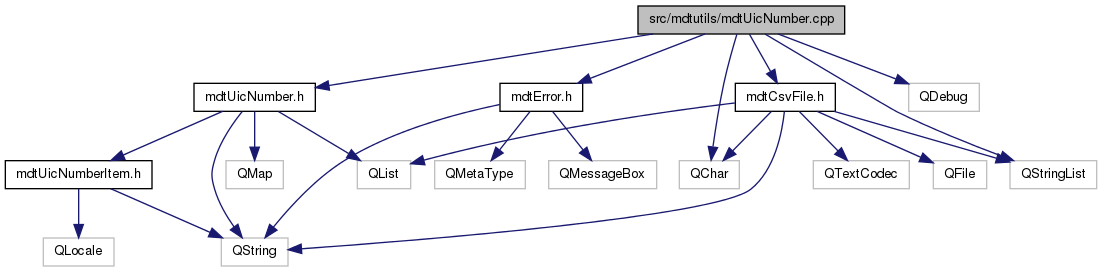 src/mdtutils/mdtUicNumber.cpp
mdtUicNumber.h
mdtError.h
mdtCsvFile.h
QDebug
mdtUicNumberItem.h
QMap
QList
QMetaType
QMessageBox
QChar
QTextCodec
QFile
QStringList
QLocale
QString